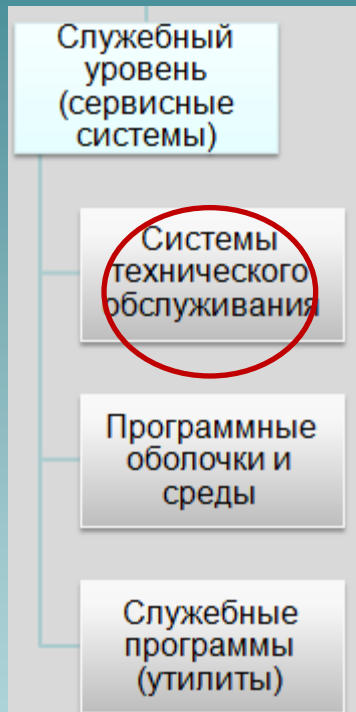 Служебный
уровень
(сервисные
системы)
Системы
технического
обслуживания
Программные
оболочки и
среды
Служебные
программы
(утилиты)